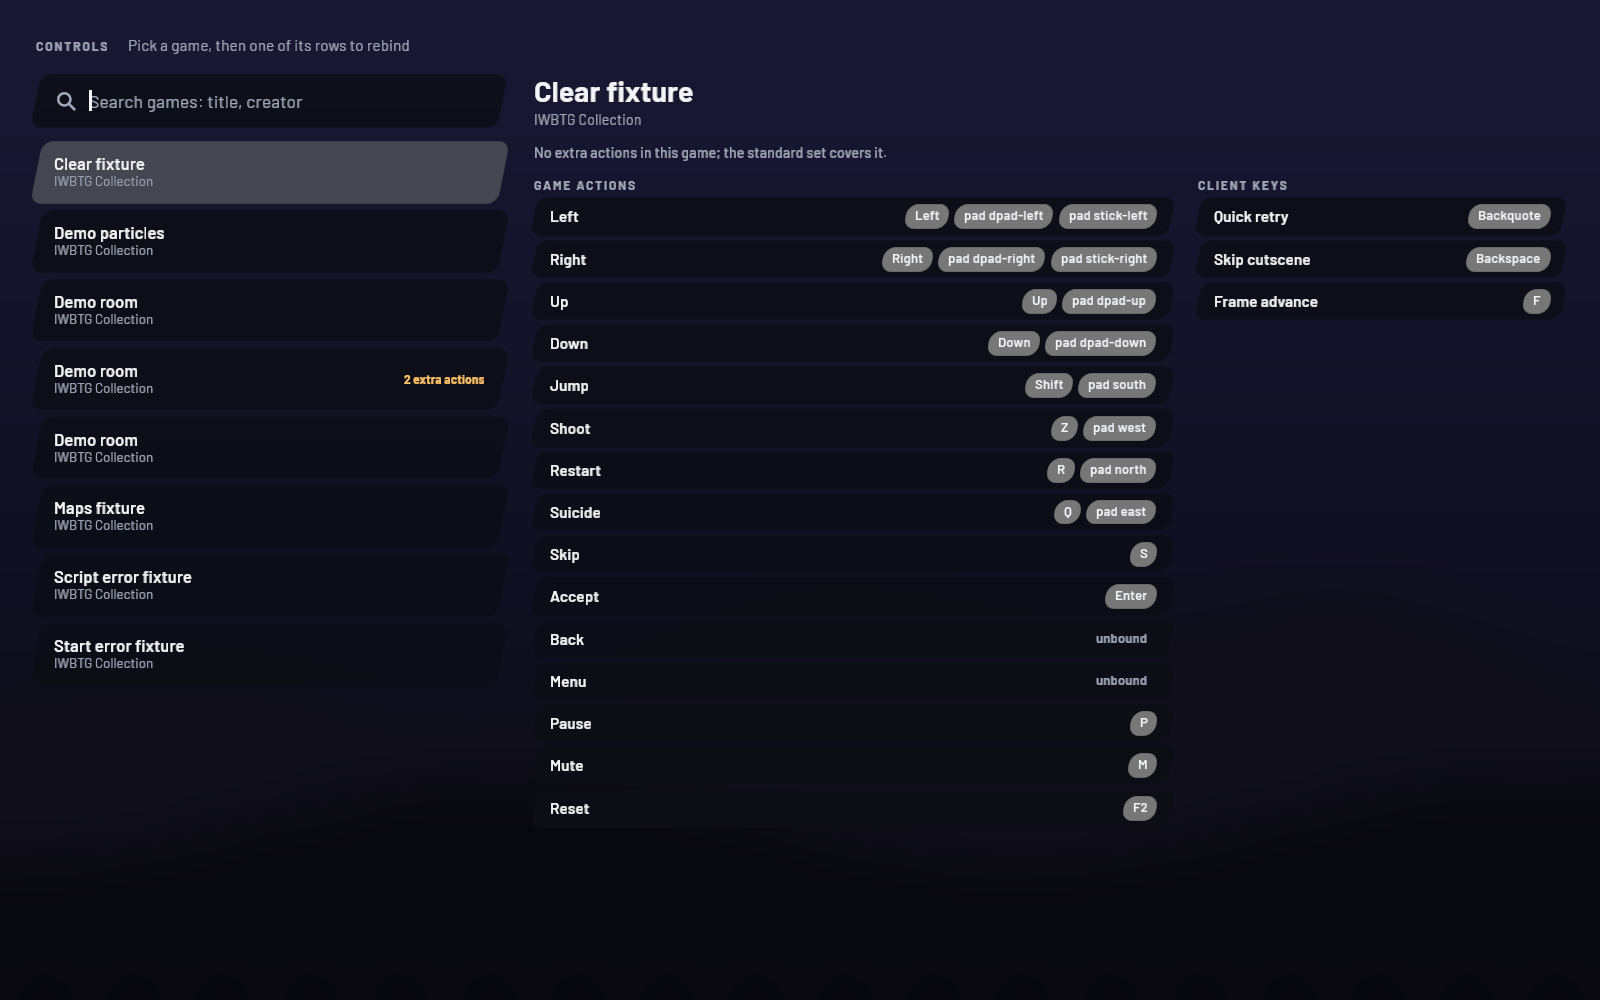 CONTROLS Pick a game, then one of its rows to rebind
Search games: title, creator
Clear fixture
IWBTG Collection
Demo particles
IWBTG Collection
Demo room
IWBTG Collection
Demo room
IWBTG Collection
2 extra actions
Demo room
IWBTG Collection
Maps fixture
IWBTG Collection
Script error fixture
IWBTG Collection
Start error fixture
IWBTG Collection
Clear fixture
IWBTG Collection
No extra actions in this game; the standard set covers it.
GAME ACTIONS
Left Left pad dpad-left pad stick-left
Right Right pad dpad-right pad stick-right
Up Up pad dpad-up
Down Down pad dpad-down
Jump Shift pad south
Shoot Z pad west
Restart R pad north
Suicide Q pad east
Skip S
Accept Enter
Back unbound
Menu unbound
Pause P
Mute M
Reset F2
CLIENT KEYS
Quick retry Backquote
Skip cutscene Backspace
Frame advance F